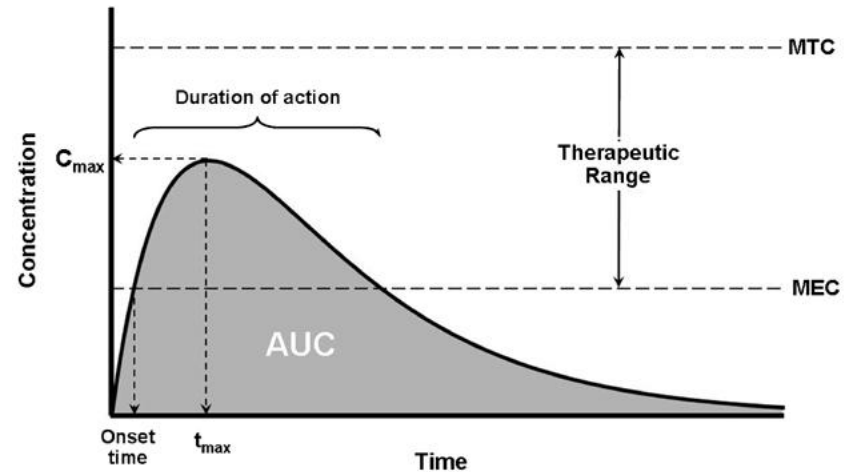 MTC
Duration of action
Therapeutic
Range
Cmax
Concentration
MEC
AUC
Onset
time
tmax
Time